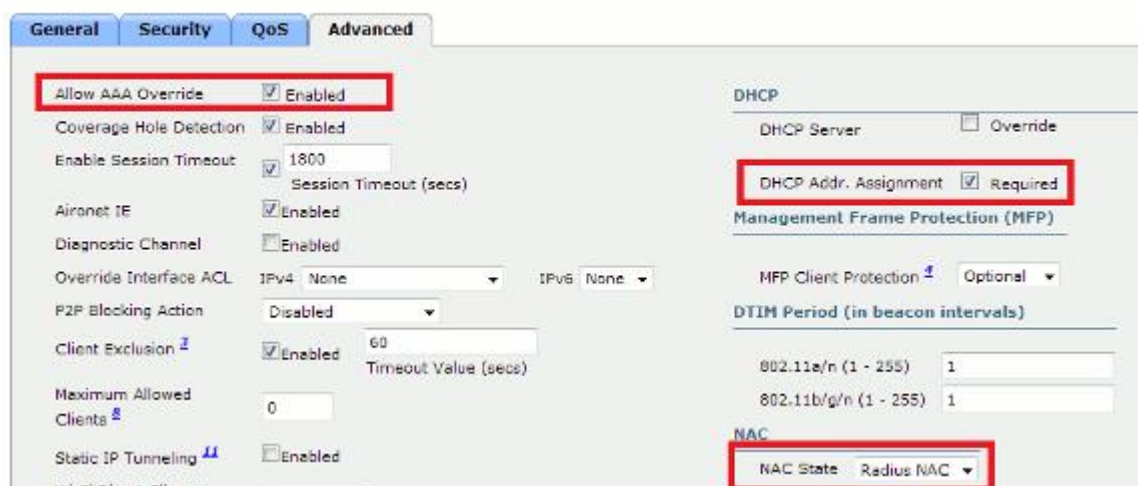 General Security QoS Advanced
Allow AAA Override Enabled
Coverage Hole Detection Enabled
Enable Session Timeout 1800
Session Timeout (secs)
Aironet IE Enabled
Diagnostic Channel Enabled
Override Interface ACL IPv4 None IPv6 None
P2P Blocking Action Disabled
Client Exclusion 3 Enabled 60
Timeout Value (secs)
Maximum Allowed
Clients 8 0
Static IP Tunneling 11 Enabled
DHCP
DHCP Server Override
DHCP Addr. Assignment Required
Management Frame Protection (MFP)
MFP Client Protection 4 Optional
DTIM Period (in beacon intervals)
802.11a/n (1 - 255) 1
802.11b/g/n (1 - 255) 1
NAC
NAC State Radius NAC